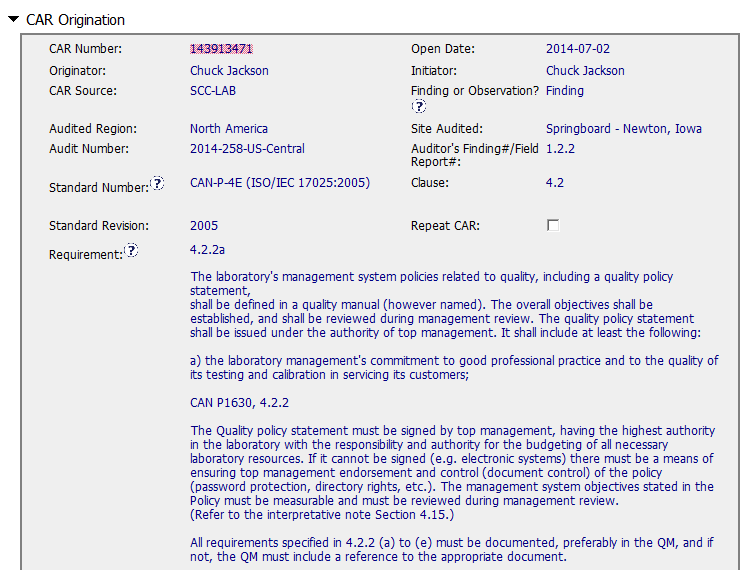 CAR Origination
CAR Number: 143913471 Open Date: 2014-07-02
Originator: Chuck Jackson Initiator: Chuck Jackson
CAR Source: SCC-LAB Finding or Observation? Finding
?
Audited Region: North America Site Audited: Springboard - Newton, Iowa
Audit Number: 2014-258-US-Central Auditor's Finding#/Field 1.2.2
Report#:
Standard Number: ? CAN-P-4E (ISO/IEC 17025:2005) Clause: 4.2
Standard Revision: 2005 Repeat CAR:
Requirement: ? 4.2.2a
The laboratory's management system policies related to quality, including a quality policy
statement,
shall be defined in a quality manual (however named). The overall objectives shall be
established, and shall be reviewed during management review. The quality policy statement
shall be issued under the authority of top management. It shall include at least the following:
a) the laboratory management's commitment to good professional practice and to the quality of
its testing and calibration in servicing its customers;
CAN P1630, 4.2.2
The Quality policy statement must be signed by top management, having the highest authority
in the laboratory with the responsibility and authority for the budgeting of all necessary
laboratory resources. If it cannot be signed (e.g. electronic systems) there must be a means of
ensuring top management endorsement and control (document control) of the policy
(password protection, directory rights, etc.). The management system objectives stated in the
Policy must be measurable and must be reviewed during management review.
(Refer to the interpretative note Section 4.15.)
All requirements specified in 4.2.2 (a) to (e) must be documented, preferably in the QM, and if
not, the QM must include a reference to the appropriate document.